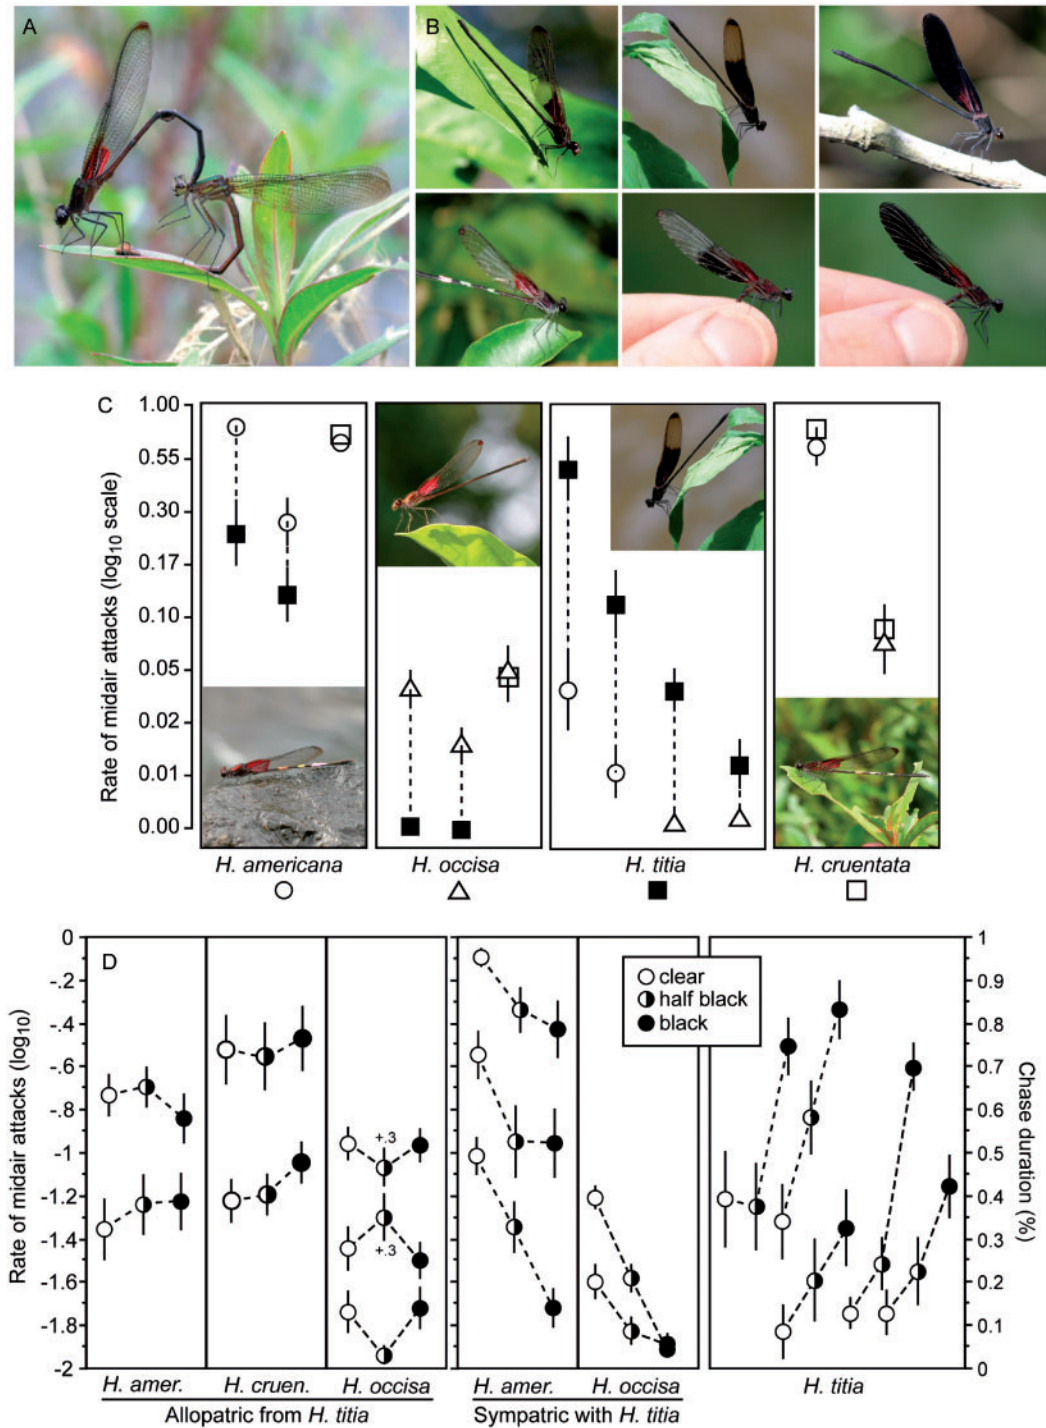 A
B
C
1.00
0.55
0.30
0.17
0.10
0.05
0.02
0.01
0.00
Rate of midair attacks (log10 scale)
H. americana
H. occisa
H. titia
H. cruentata
D
0
-.2
-.4
-.6
-.8
-1
-1.2
-1.4
-1.6
-1.8
-2
Rate of midair attacks (log10)
+.3
+.3
clear
half black
black
1
0.9
0.8
0.7
0.6
0.5
0.4
0.3
0.2
0.1
0
Chase duration (%)
H. amer.
H. cruen.
H. occisa
H. amer.
H. occisa
H. titia
Allopatric from H. titia
Sympatric with H. titia